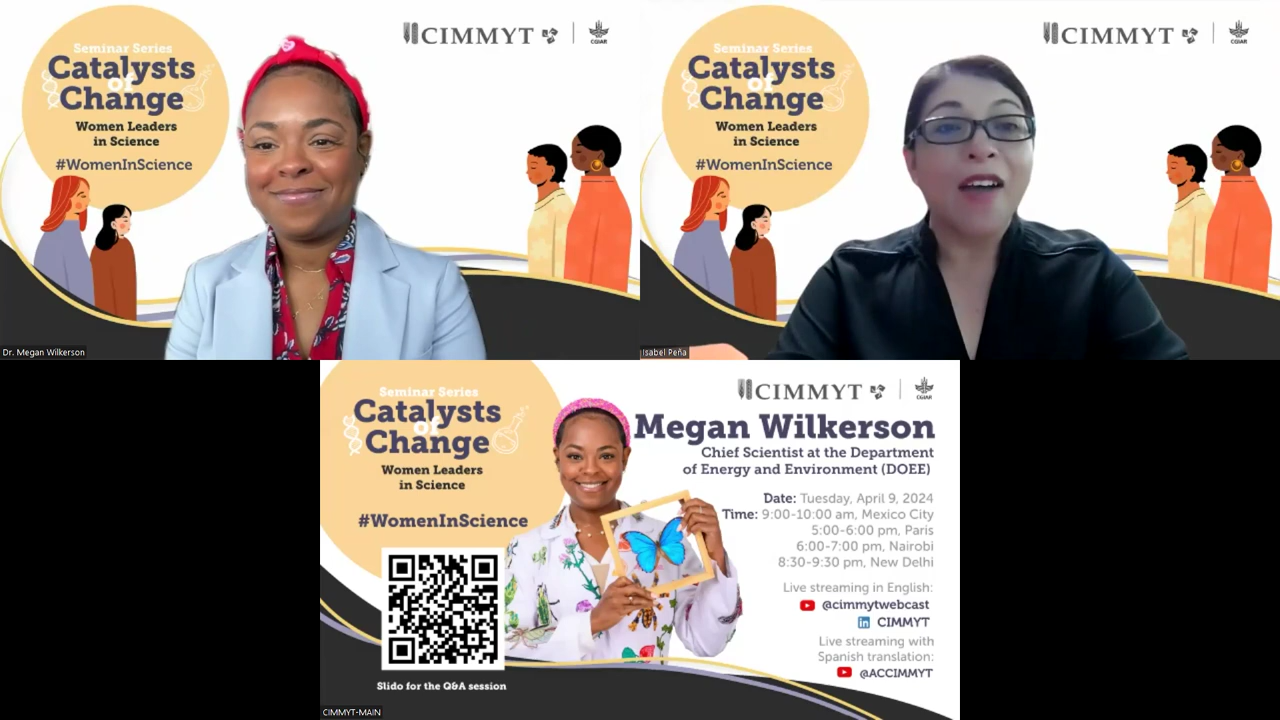 Seminar Series
Catalysts
of
Change
Women Leaders
in Science
#WomenInScience
CIMMYT
CGIAR
Dr. Megan Wilkerson
Seminar Series
Catalysts
of
Change
Women Leaders
in Science
#WomenInScience
CIMMYT
CGIAR
Isabel Peña
Seminar Series
Catalysts
of
Change
Women Leaders
in Science
#WomenInScience
Slido for the Q&A session
CIMMYT
CGIAR
Megan Wilkerson
Chief Scientist at the Department
of Energy and Environment (DOEE)
Date: Tuesday, April 9, 2024
Time: 9:00-10:00 am, Mexico City
5:00-6:00 pm, Paris
6:00-7:00 pm, Nairobi
8:30-9:30 pm, New Delhi
Live streaming in English:
@cimmytwebcast
CIMMYT
Live streaming with
Spanish translation:
@ACCIMMYT
CIMMYT-MAIN